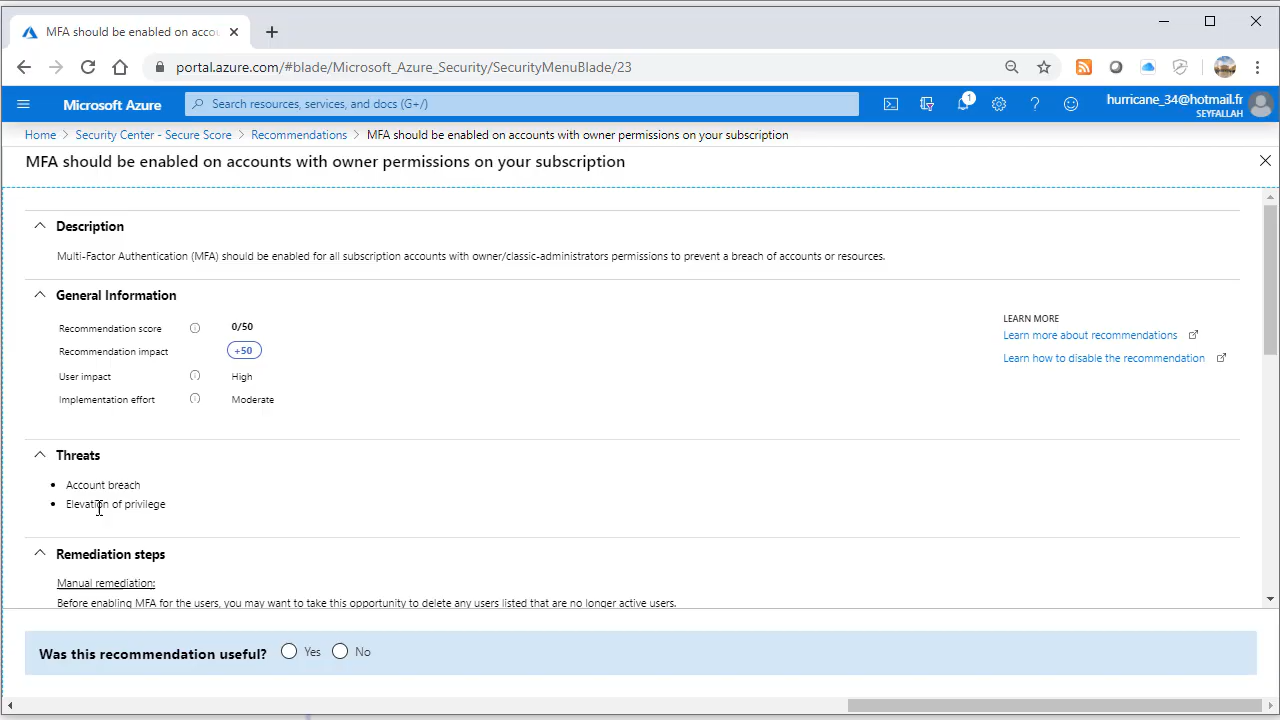 MFA should be enabled on acco
portal.azure.com/#blade/Microsoft_Azure_Security/SecurityMenuBlade/23
Microsoft Azure
Search resources, services, and docs (G+/)
1
hurricane_34@hotmail.fr
SEYFALLAH
Home > Security Center - Secure Score > Recommendations > MFA should be enabled on accounts with owner permissions on your subscription
MFA should be enabled on accounts with owner permissions on your subscription
Description
Multi-Factor Authentication (MFA) should be enabled for all subscription accounts with owner/classic-administrators permissions to prevent a breach of accounts or resources.
General Information
Recommendation score 0/50
Recommendation impact +50
User impact High
Implementation effort Moderate
LEARN MORE
Learn more about recommendations
Learn how to disable the recommendation
Threats
• Account breach
• Elevation of privilege
Remediation steps
Manual remediation:
Before enabling MFA for the users, you may want to take this opportunity to delete any users listed that are no longer active users.
Was this recommendation useful? Yes No